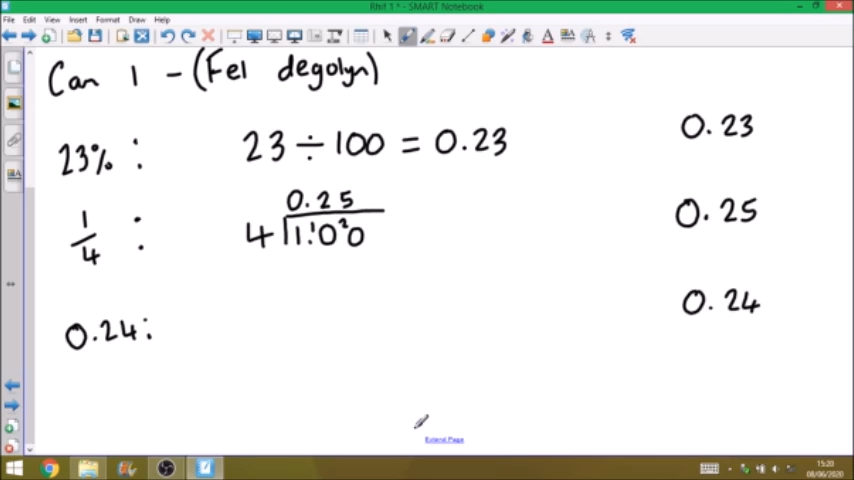 Rhif 1 * - SMART Notebook
File Edit View Insert Format Draw Help
Cam 1 - (Fel degolyn)
23% : 23 ÷ 100 = 0.23 0.23
0.25
1/4 : 4 1.¹0²0 0.25
0.24: 0.24
Extend Page
15:20
08/06/2020